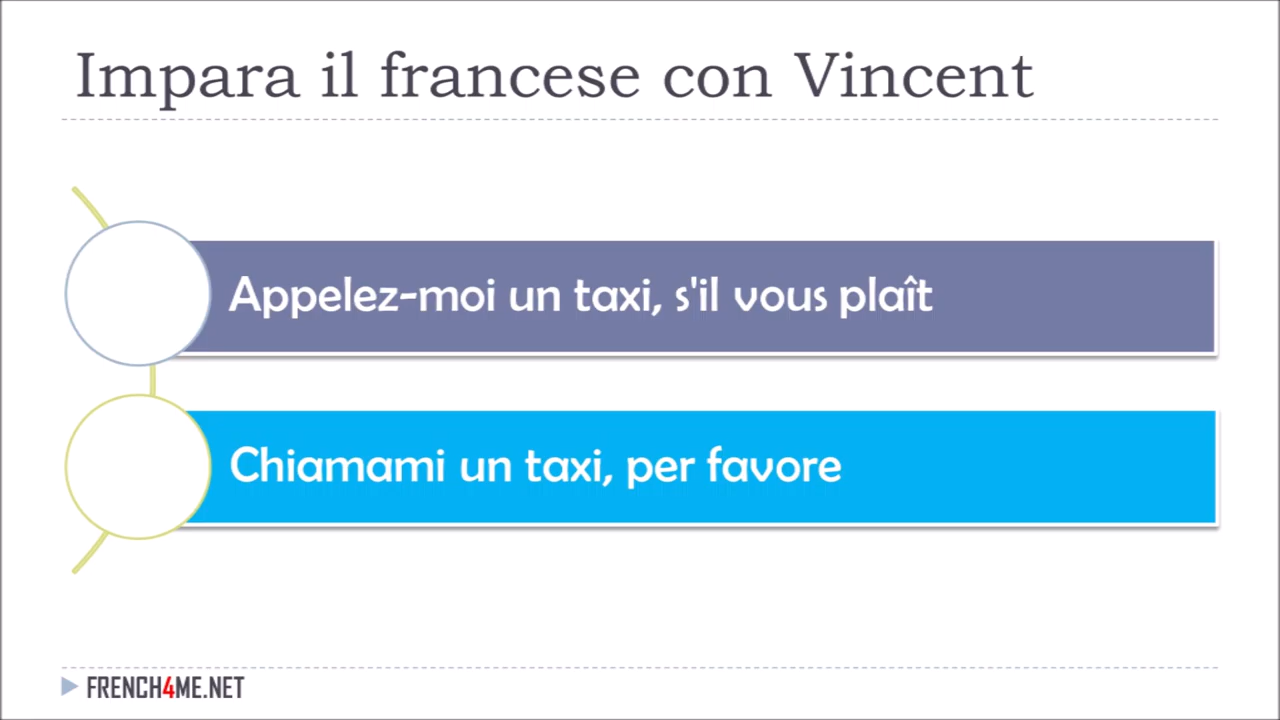 Impara il francese con Vincent
Appelez-moi un taxi, s'il vous plaît
Chiamami un taxi, per favore
FRENCH4ME.NET